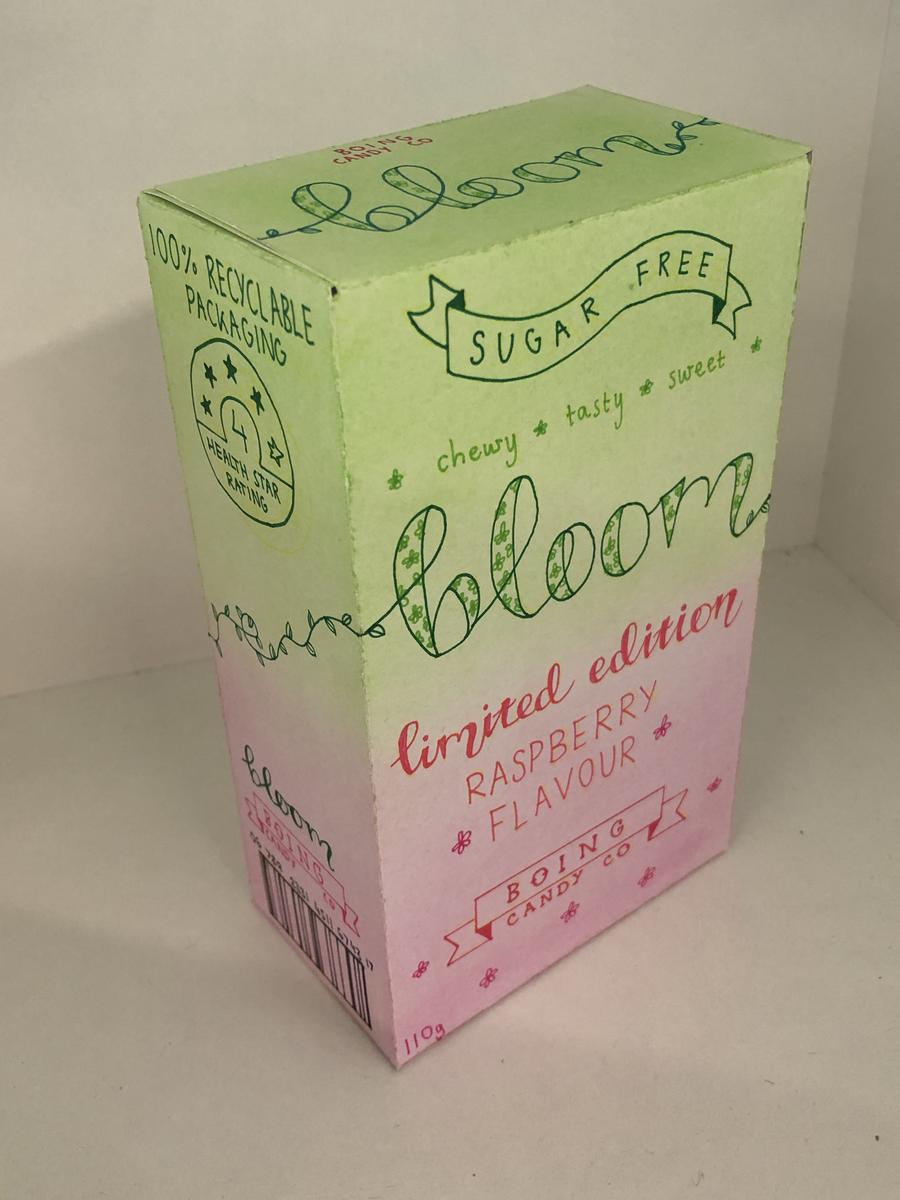 BOING
CANDY CO
bloom
SUGAR FREE
chewy tasty sweet
bloom
limited edition
RASPBERRY
FLAVOUR
BOING
CANDY CO
110g
100% RECYCLABLE
PACKAGING
4
HEALTH STAR
RATING
bloom
BOING
CANDY CO